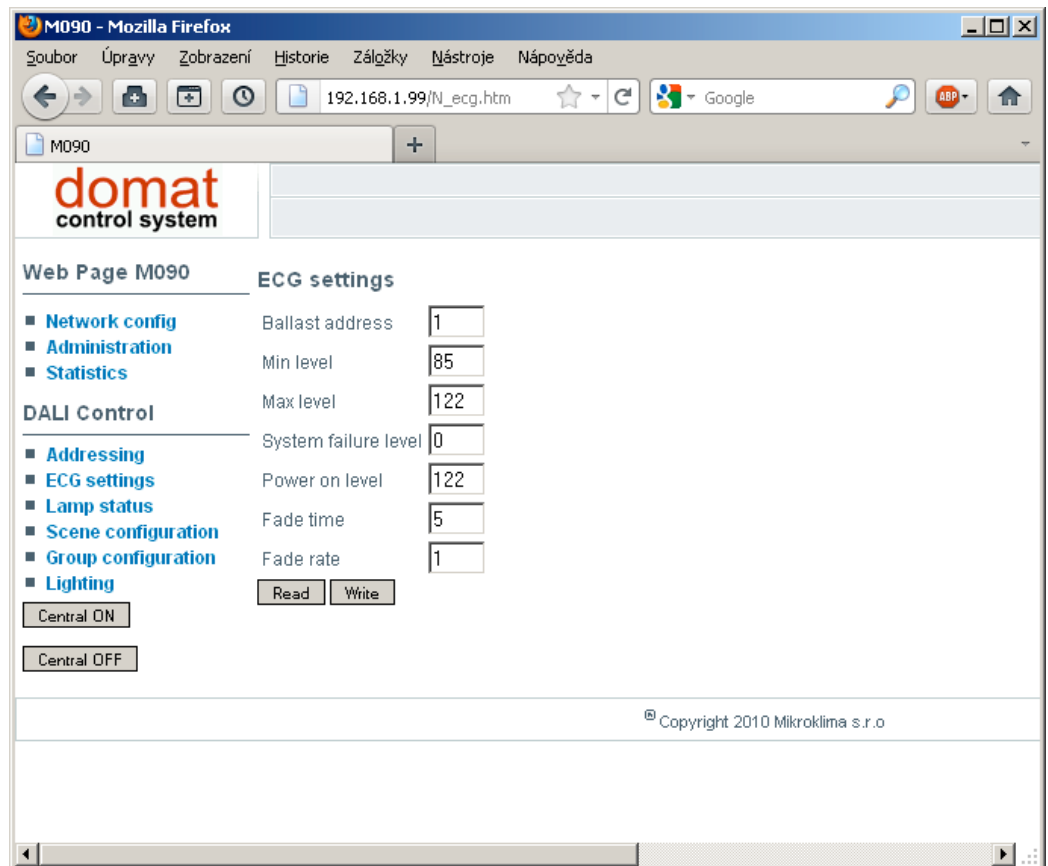 M090 - Mozilla Firefox
Soubor Úpravy Zobrazení Historie Záložky Nástroje Nápověda
192.168.1.99/N_ecg.htm Google ABP
M090
domat
control system
Web Page M090
Network config
Administration
Statistics
DALI Control
Addressing
ECG settings
Lamp status
Scene configuration
Group configuration
Lighting
Central ON
Central OFF
ECG settings
Ballast address 1
Min level 85
Max level 122
System failure level 0
Power on level 122
Fade time 5
Fade rate 1
Read Write
® Copyright 2010 Mikroklima s.r.o